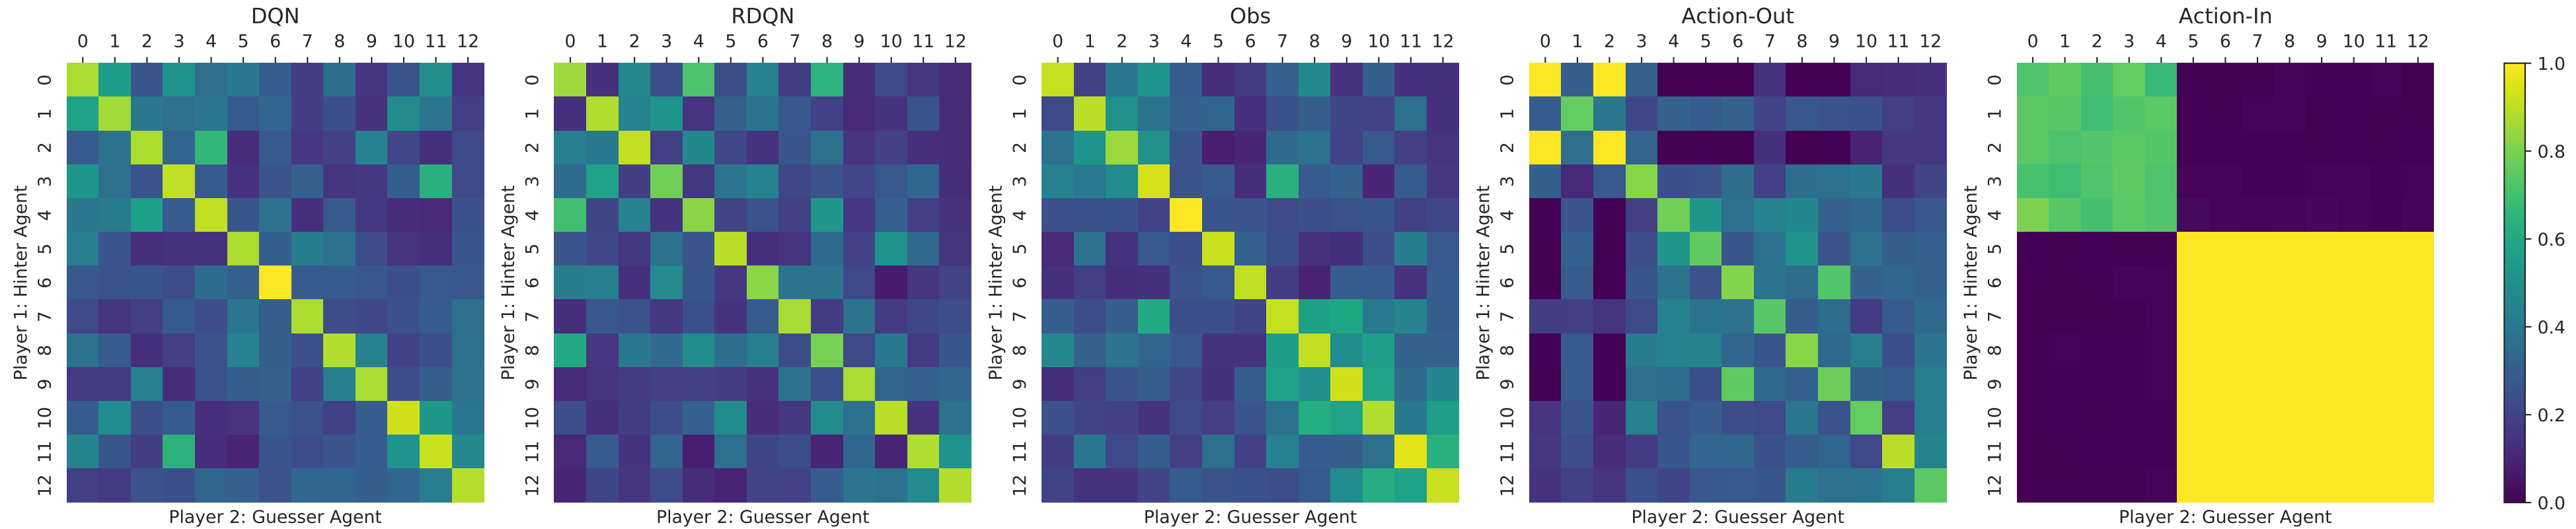 DQN RDQN Obs Action-Out Action-In
0 1 2 3 4 5 6 7 8 9 10 11 12 0 1 2 3 4 5 6 7 8 9 10 11 12 0 1 2 3 4 5 6 7 8 9 10 11 12 0 1 2 3 4 5 6 7 8 9 10 11 12 0 1 2 3 4 5 6 7 8 9 10 11 12
Player 1: Hinter Agent
0 1 2 3 4 5 6 7 8 9 10 11 12
Player 1: Hinter Agent
0 1 2 3 4 5 6 7 8 9 10 11 12
Player 1: Hinter Agent
0 1 2 3 4 5 6 7 8 9 10 11 12
Player 1: Hinter Agent
0 1 2 3 4 5 6 7 8 9 10 11 12
Player 1: Hinter Agent
0 1 2 3 4 5 6 7 8 9 10 11 12
1.0
0.8
0.6
0.4
0.2
0.0
Player 2: Guesser Agent Player 2: Guesser Agent Player 2: Guesser Agent Player 2: Guesser Agent Player 2: Guesser Agent